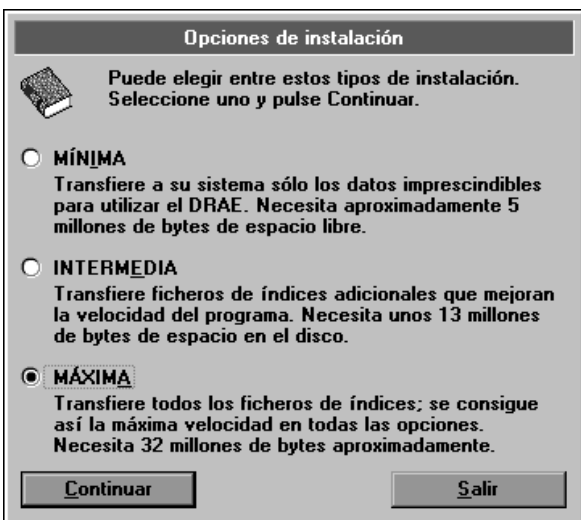 Opciones de instalación
Puede elegir entre estos tipos de instalación.
Seleccione uno y pulse Continuar.
MÍNIMA
Transfiere a su sistema sólo los datos imprescindibles
para utilizar el DRAE. Necesita aproximadamente 5
millones de bytes de espacio libre.
INTERMEDIA
Transfiere ficheros de índices adicionales que mejoran
la velocidad del programa. Necesita unos 13 millones
de bytes de espacio en el disco.
MÁXIMA
Transfiere todos los ficheros de índices; se consigue
así la máxima velocidad en todas las opciones.
Necesita 32 millones de bytes aproximadamente.
Continuar
Salir